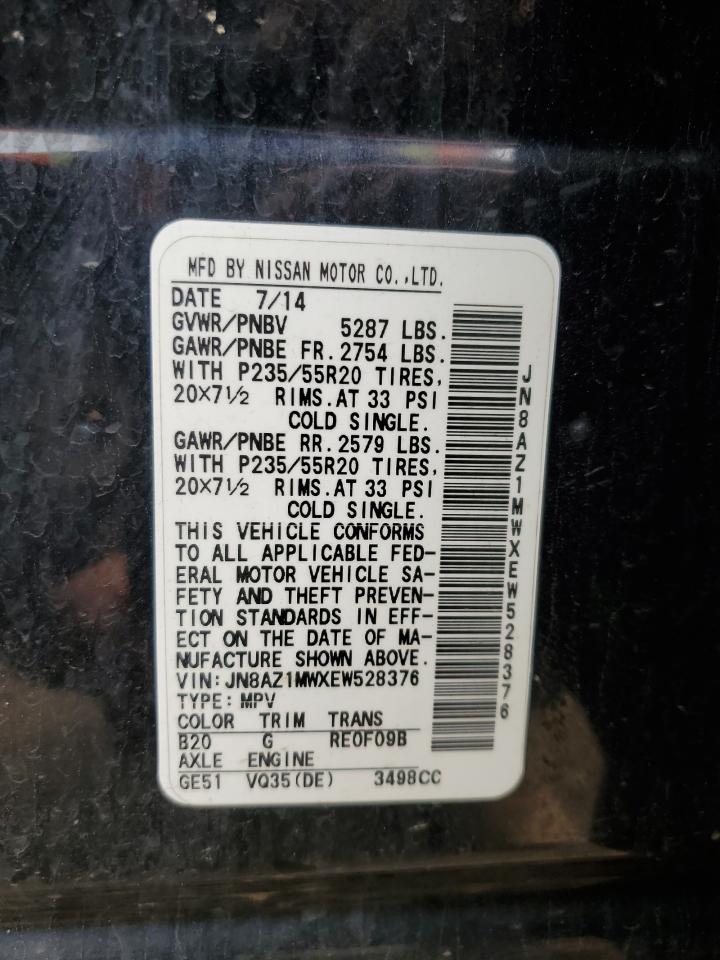 MFD BY NISSAN MOTOR CO.,LTD.
DATE 7/14
GVWR/PNBV 5287 LBS.
GAWR/PNBE FR. 2754 LBS.
WITH P235/55R20 TIRES,
20×7½ RIMS. AT 33 PSI
COLD SINGLE.
GAWR/PNBE RR. 2579 LBS.
WITH P235/55R20 TIRES,
20×7½ RIMS. AT 33 PSI
COLD SINGLE.
THIS VEHICLE CONFORMS
TO ALL APPLICABLE FED-
ERAL MOTOR VEHICLE SA-
FETY AND THEFT PREVEN-
TION STANDARDS IN EFF-
ECT ON THE DATE OF MA-
NUFACTURE SHOWN ABOVE.
VIN: JN8AZ1MWXEW528376
TYPE: MPV
COLOR TRIM TRANS
B20 G RE0F09B
AXLE ENGINE
GE51 VQ35(DE) 3498CC
JN8AZ1MWXEW528376